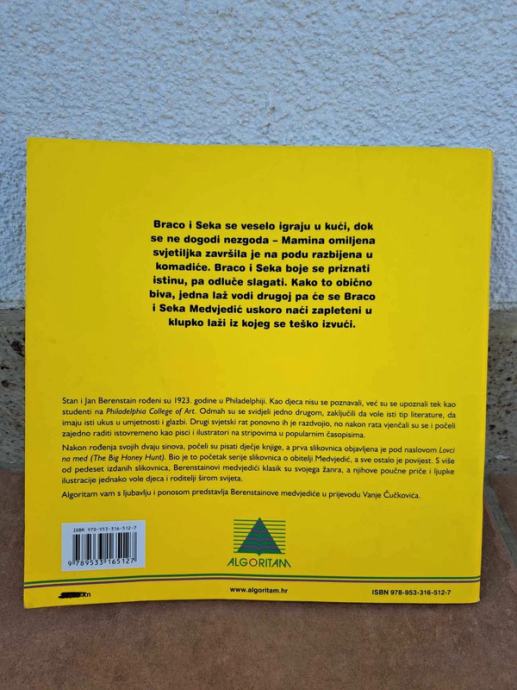 Braco i Seka se veselo igraju u kući, dok
se ne dogodi nezgoda – Mamina omiljena
svjetiljka završila je na podu razbijena u
komadiće. Braco i Seka boje se priznati
istinu, pa odluče slagati. Kako to obično
biva, jedna laž vodi drugoj pa će se Braco
i Seka Medvjedić uskoro naći zapleteni u
klupko laži iz kojeg se teško izvući.
Stan i Jan Berenstain rođeni su 1923. godine u Philadelphiji. Kao djeca nisu se poznavali, već su se upoznali tek kao
studenti na Philadelphia College of Art. Odmah su se svidjeli jedno drugom, zaključili da vole isti tip literature, da
imaju isti ukus u umjetnosti i glazbi. Drugi svjetski rat ponovno ih je razdvojio, no nakon rata vjenčali su se i počeli
zajedno raditi istovremeno kao pisci i ilustratori na stripovima u popularnim časopisima.
Nakon rođenja svojih dvaju sinova, počeli su pisati dječje knjige, a prva slikovnica objavljena je pod naslovom Lovci
na med (The Big Honey Hunt). Bio je to početak serije slikovnica o obitelji Medvjedić, a sve ostalo je povijest. S više
od pedeset izdanih slikovnica, Berenstainovi medvjedići klasik su svojega žanra, a njihove poučne priče i ljupke
ilustracije jednako vole djeca i roditelji širom svijeta.
Algoritam vam s ljubavlju i ponosom predstavlja Berenstainove medvjediće u prijevodu Vanje Čučkovića.
ISBN 978-953-316-512-7
9 789533 165127
ALGORITAM
www.algoritam.hr
ISBN 978-953-316-512-7